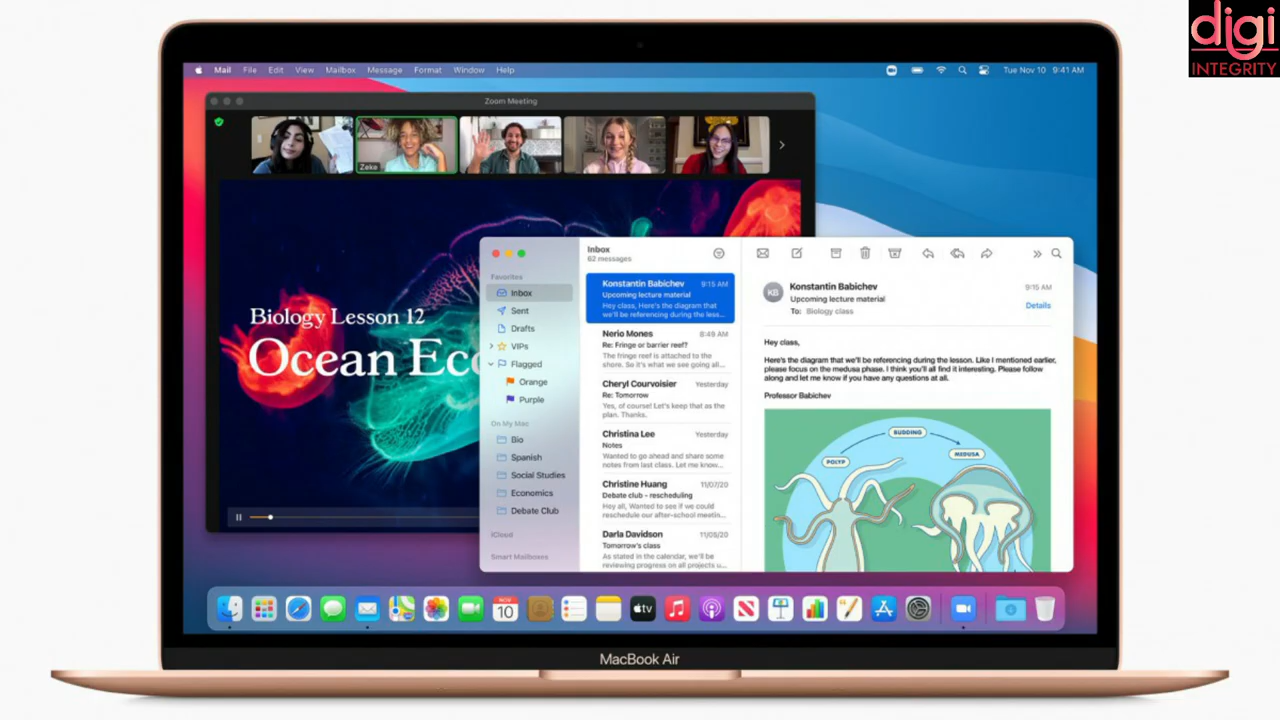 digi
INTEGRITY
Mail File Edit View Mailbox Message Format Window Help
Tue Nov 10 9:41 AM
Zoom Meeting
Zeke
Biology Lesson 12
Ocean Ec
Favorites
Inbox
Sent
Drafts
VIPs
Flagged
Orange
Purple
On My Mac
Bio
Spanish
Social Studies
Economics
Debate Club
iCloud
Smart Mailboxes
Inbox
62 messages
Konstantin Babichev 9:15 AM
Upcoming lecture material
Hey class, Here's the diagram that
we'll be referencing during the less...
Nerio Mones 8:49 AM
Re: Fringe or barrier reef?
The fringe reef is attached to the
shore. So it's what we see going all...
Cheryl Courvoisier Yesterday
Re: Tomorrow
Yes, of course! Let's keep that as the
plan. Thanks.
Christina Lee Yesterday
Notes
Wanted to go ahead and share some
notes from last class. Let me know...
Christine Huang 11/07/20
Debate club - rescheduling
Hey all, Wanted to see if we could
reschedule our after-school meetin...
Darla Davidson 11/05/20
Tomorrow's class
As stated in the calendar, we'll be
reviewing progress on all projects u...
KB
Konstantin Babichev 9:15 AM
Upcoming lecture material
Details
To: Biology class
Hey class,
Here's the diagram that we'll be referencing during the lesson. Like I mentioned earlier,
please focus on the medusa phase. I think you'll all find it interesting. Please follow
along and let me know if you have any questions at all.
Professor Babichev
BUDDING
POLYP
MEDUSA
NOV
10
tv
MacBook Air